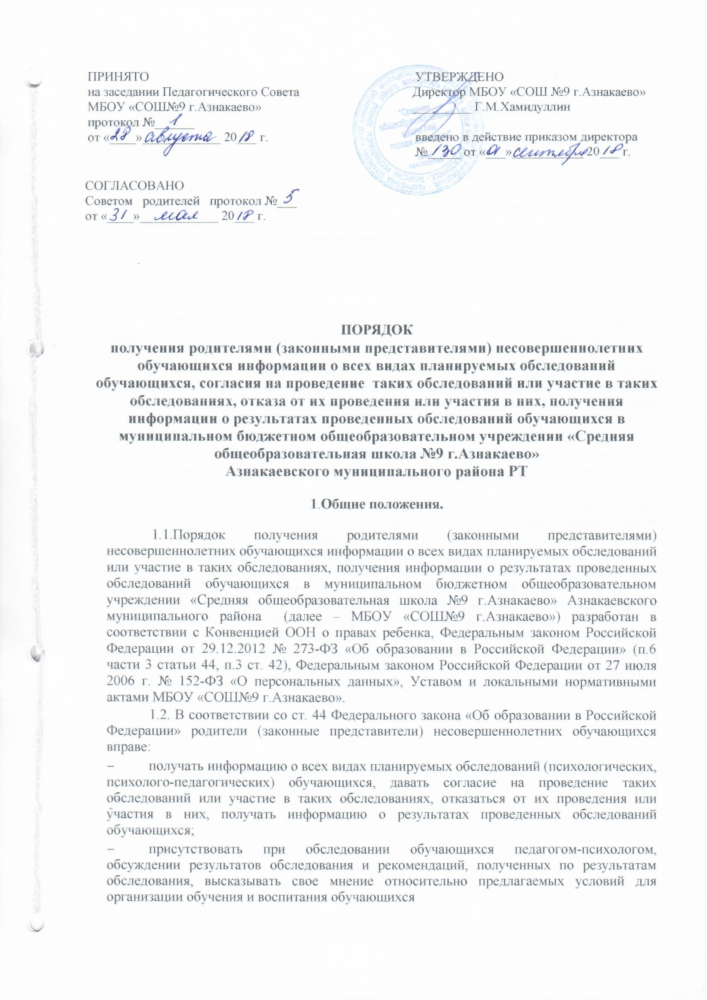 ПРИНЯТО
на заседании Педагогического Совета
МБОУ «СОШ№9 г.Азнакаево»
протокол № 1
от «28» августа 2018 г.
УТВЕРЖДЕНО
Директор МБОУ «СОШ №9 г.Азнакаево»
_________ Г.М.Хамидуллин
введено в действие приказом директора
№ 130 от «01» сентября 2018 г.
"Средняя
общеобразовательная
школа №9
города Азнакаево"
СОГЛАСОВАНО
Советом родителей протокол № 5
от «31» мая 2018 г.
ПОРЯДОК
получения родителями (законными представителями) несовершеннолетних
обучающихся информации о всех видах планируемых обследований
обучающихся, согласия на проведение таких обследований или участие в таких
обследованиях, отказа от их проведения или участия в них, получения
информации о результатах проведенных обследований обучающихся в
муниципальном бюджетном общеобразовательном учреждении «Средняя
общеобразовательная школа №9 г.Азнакаево»
Азнакаевского муниципального района РТ
1.Общие положения.
1.1.Порядок получения родителями (законными представителями)
несовершеннолетних обучающихся информации о всех видах планируемых обследований
или участие в таких обследованиях, получения информации о результатах проведенных
обследований обучающихся в муниципальном бюджетном общеобразовательном
учреждении «Средняя общеобразовательная школа №9 г.Азнакаево» Азнакаевского
муниципального района (далее – МБОУ «СОШ№9 г.Азнакаево») разработан в
соответствии с Конвенцией ООН о правах ребенка, Федеральным законом Российской
Федерации от 29.12.2012 № 273-ФЗ «Об образовании в Российской Федерации» (п.6
части 3 статьи 44, п.3 ст. 42), Федеральным законом Российской Федерации от 27 июля
2006 г. № 152-ФЗ «О персональных данных», Уставом и локальными нормативными
актами МБОУ «СОШ№9 г.Азнакаево».
1.2. В соответствии со ст. 44 Федерального закона «Об образовании в Российской
Федерации» родители (законные представители) несовершеннолетних обучающихся
вправе:
– получать информацию о всех видах планируемых обследований (психологических,
психолого-педагогических) обучающихся, давать согласие на проведение таких
обследований или участие в таких обследованиях, отказаться от их проведения или
участия в них, получать информацию о результатах проведенных обследований
обучающихся;
– присутствовать при обследовании обучающихся педагогом-психологом,
обсуждении результатов обследования и рекомендаций, полученных по результатам
обследования, высказывать свое мнение относительно предлагаемых условий для
организации обучения и воспитания обучающихся